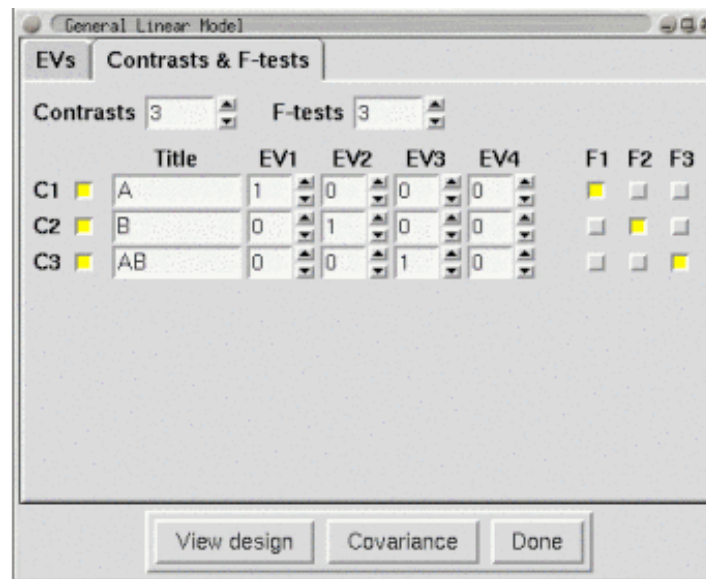 General Linear Model
EVs Contrasts & F-tests
Contrasts 3 F-tests 3
Title EV1 EV2 EV3 EV4 F1 F2 F3
C1 A 1 0 0 0
C2 B 0 1 0 0
C3 AB 0 0 1 0
View design Covariance Done